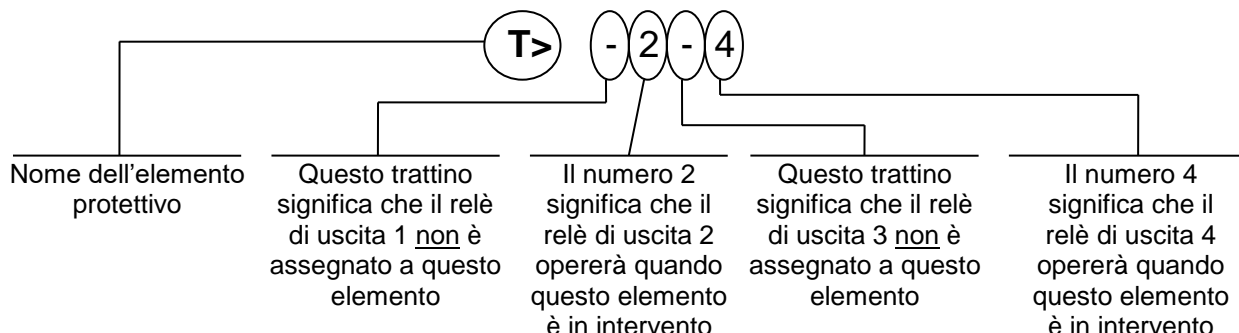 T> - 2 - 4
Nome dell'elemento
protettivo
Questo trattino
significa che il relè
di uscita 1 non è
assegnato a questo
elemento
Il numero 2
significa che il
relè di uscita 2
opererà quando
questo elemento
è in intervento
Questo trattino
significa che il relè
di uscita 3 non è
assegnato a questo
elemento
Il numero 4
significa che il
relè di uscita 4
opererà quando
questo elemento
è in intervento